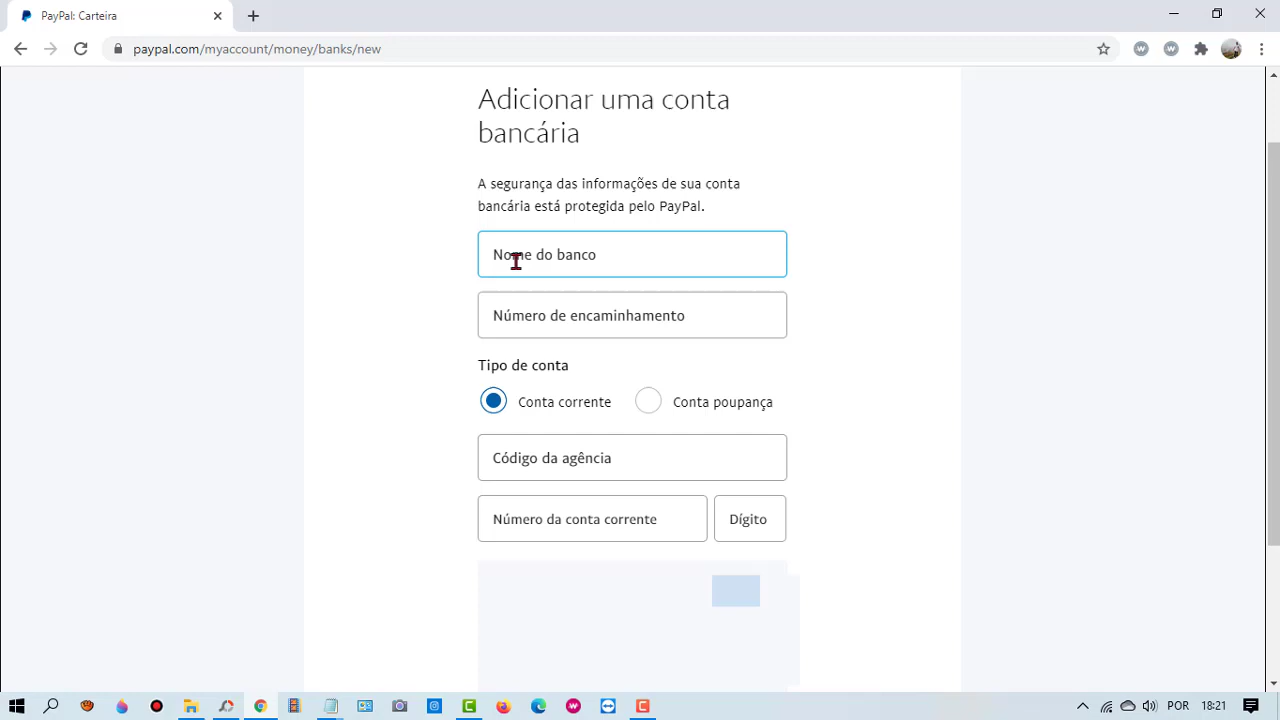 PayPal: Carteira
paypal.com/myaccount/money/banks/new
Adicionar uma conta
bancária
A segurança das informações de sua conta
bancária está protegida pelo PayPal.
Nome do banco
Número de encaminhamento
Tipo de conta
Conta corrente Conta poupança
Código da agência
Número da conta corrente Dígito
POR 18:21